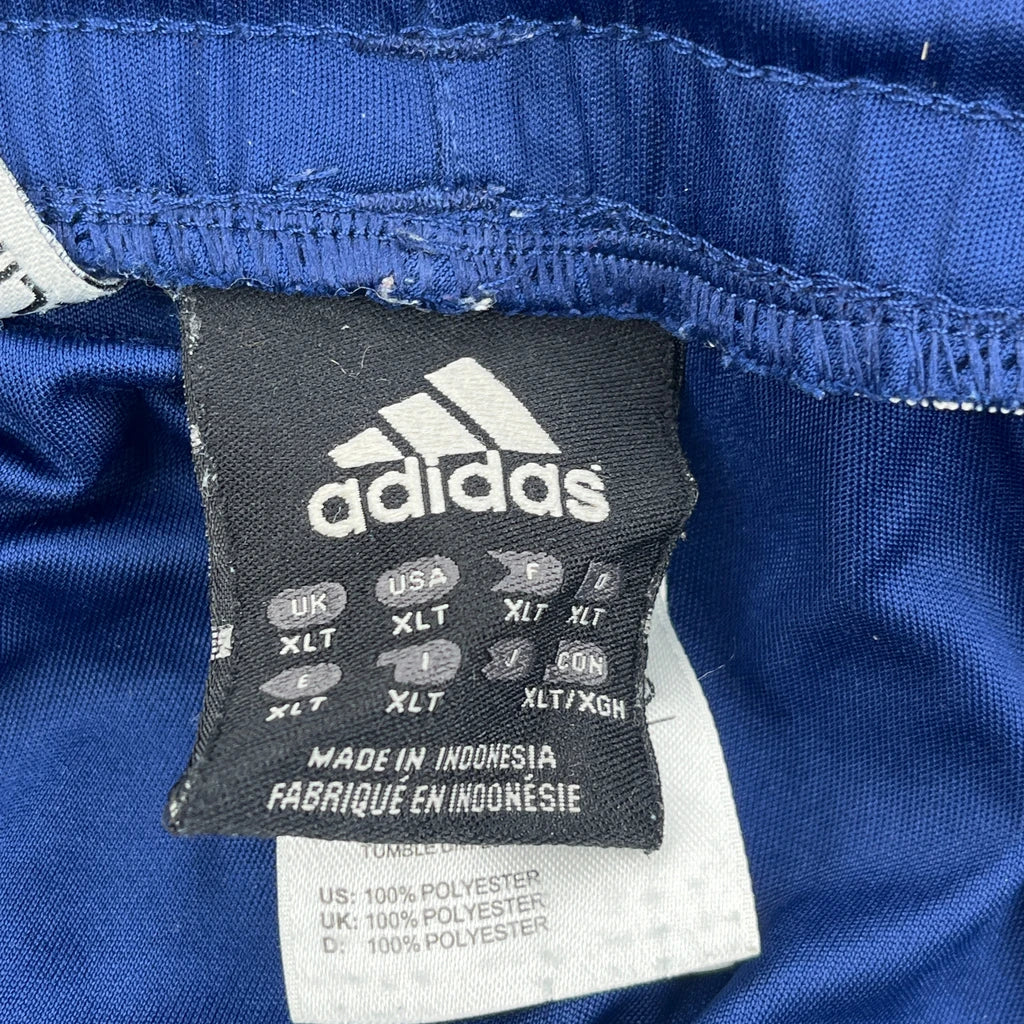 adidas
UK USA F D
XLT XLT XLT XLT
E I J CON
XLT XLT XLT/XGH
MADE IN INDONESIA
FABRIQUÉ EN INDONÉSIE
TUMBLE
US: 100% POLYESTER
UK: 100% POLYESTER
D: 100% POLYESTER